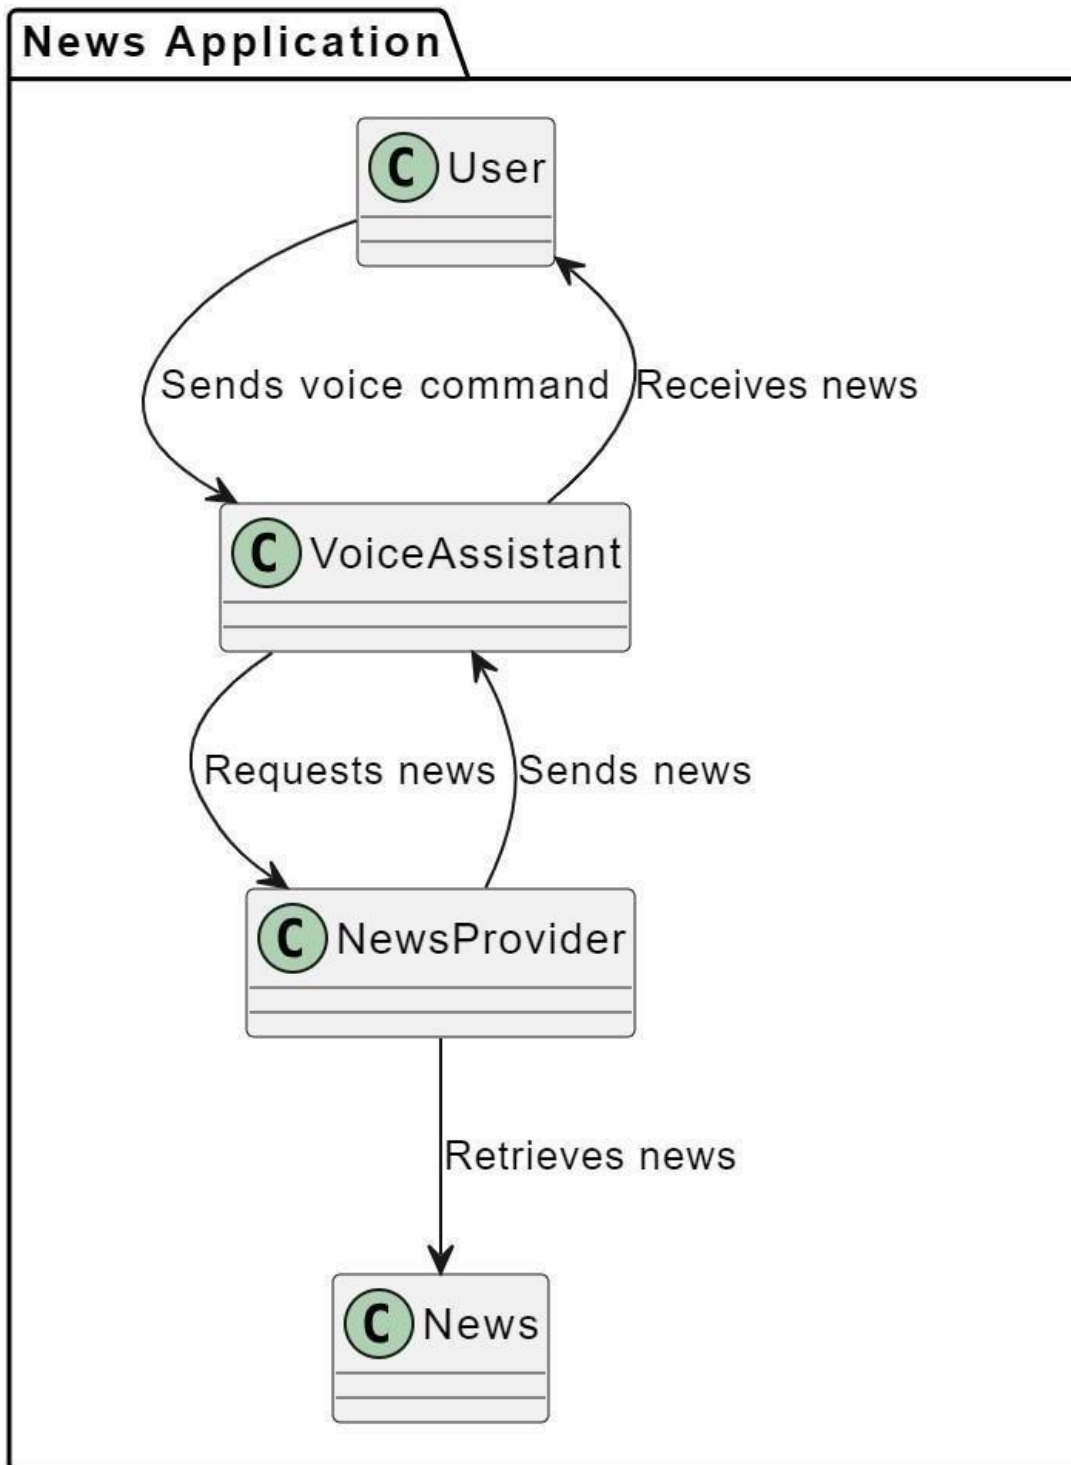 News Application
C User
Sends voice command Receives news
C VoiceAssistant
Requests news Sends news
C NewsProvider
Retrieves news
C News